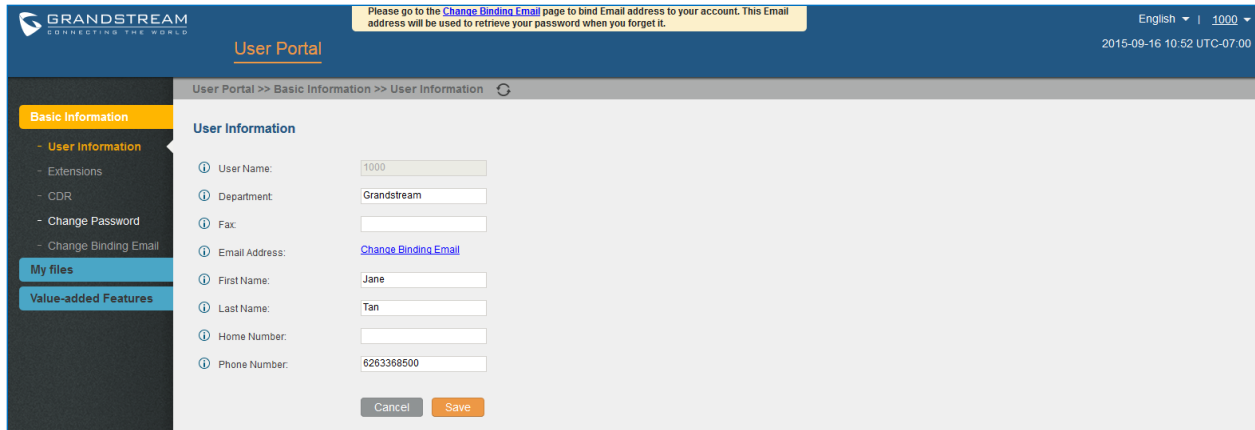 GRANDSTREAM
CONNECTING THE WORLD
Please go to the Change Binding Email page to bind Email address to your account. This Email
address will be used to retrieve your password when you forget it.
English | 1000
User Portal
2015-09-16 10:52 UTC-07:00
User Portal >> Basic Information >> User Information
Basic Information
- User Information
- Extensions
- CDR
- Change Password
- Change Binding Email
My files
Value-added Features
User Information
User Name: 1000
Department: Grandstream
Fax:
Email Address: Change Binding Email
First Name: Jane
Last Name: Tan
Home Number:
Phone Number: 6263368500
Cancel Save